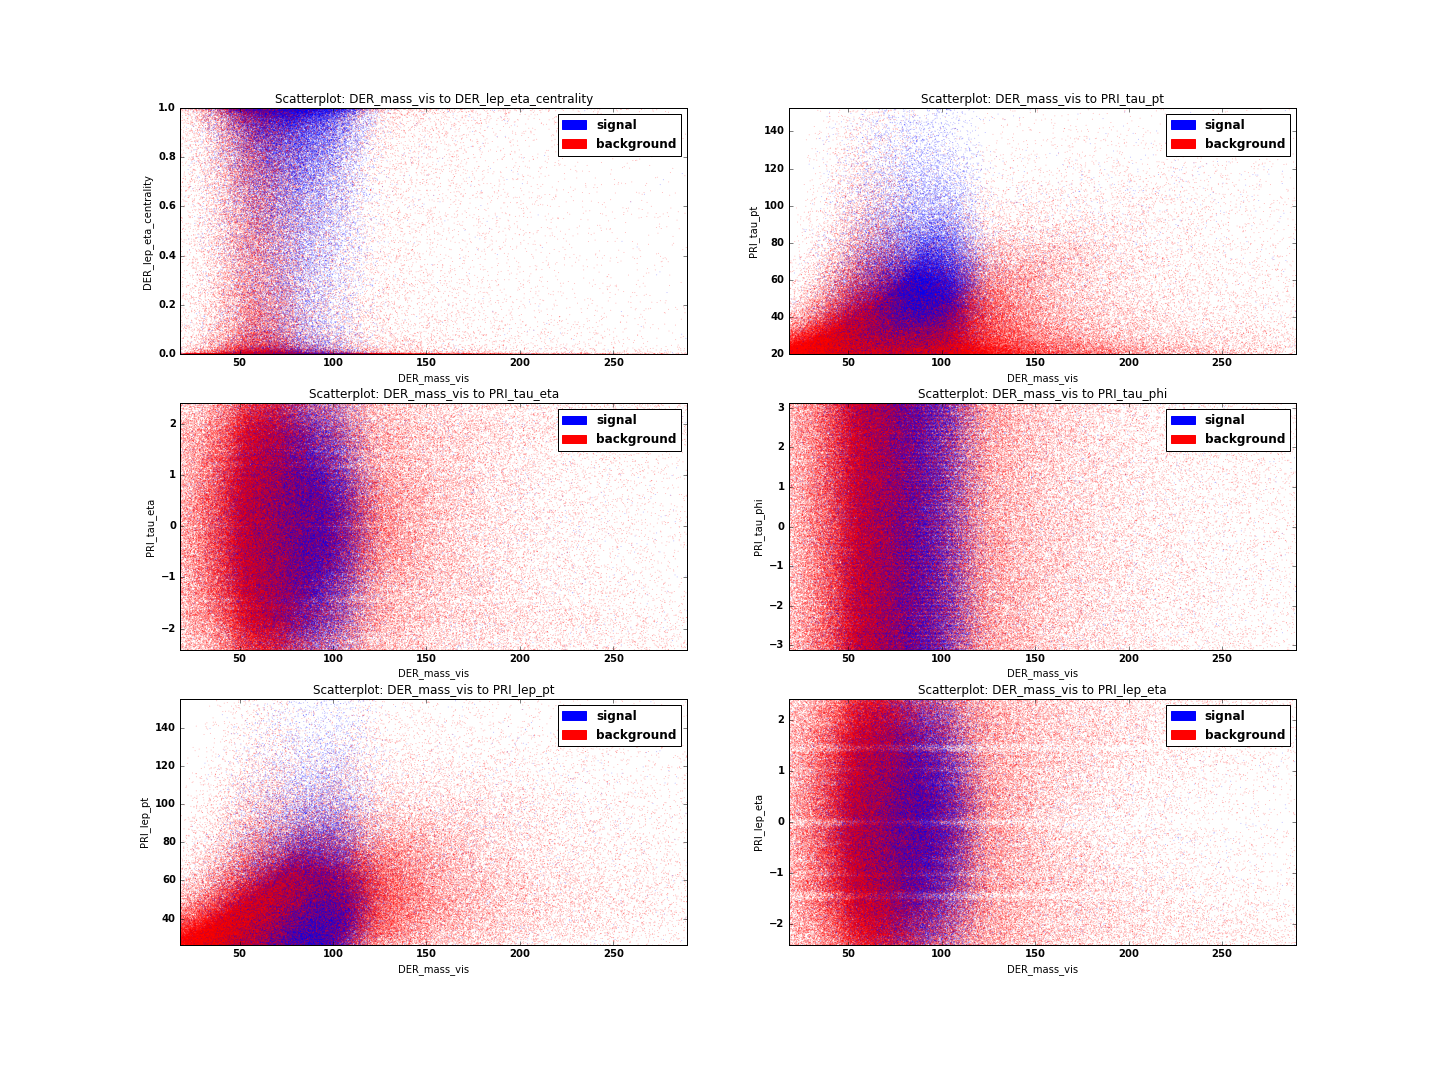 Scatterplot: DER_mass_vis to DER_lep_eta_centrality
1.0
0.8
0.6
0.4
0.2
0.0
DER_lep_eta_centrality
signal
background
50 100 150 200 250
DER_mass_vis
Scatterplot: DER_mass_vis to PRI_tau_pt
140
120
100
80
60
40
20
PRI_tau_pt
signal
background
50 100 150 200 250
DER_mass_vis
Scatterplot: DER_mass_vis to PRI_tau_eta
2
1
0
−1
−2
PRI_tau_eta
signal
background
50 100 150 200 250
DER_mass_vis
Scatterplot: DER_mass_vis to PRI_tau_phi
3
2
1
0
−1
−2
−3
PRI_tau_phi
signal
background
50 100 150 200 250
DER_mass_vis
Scatterplot: DER_mass_vis to PRI_lep_pt
140
120
100
80
60
40
PRI_lep_pt
signal
background
50 100 150 200 250
DER_mass_vis
Scatterplot: DER_mass_vis to PRI_lep_eta
2
1
0
−1
−2
PRI_lep_eta
signal
background
50 100 150 200 250
DER_mass_vis